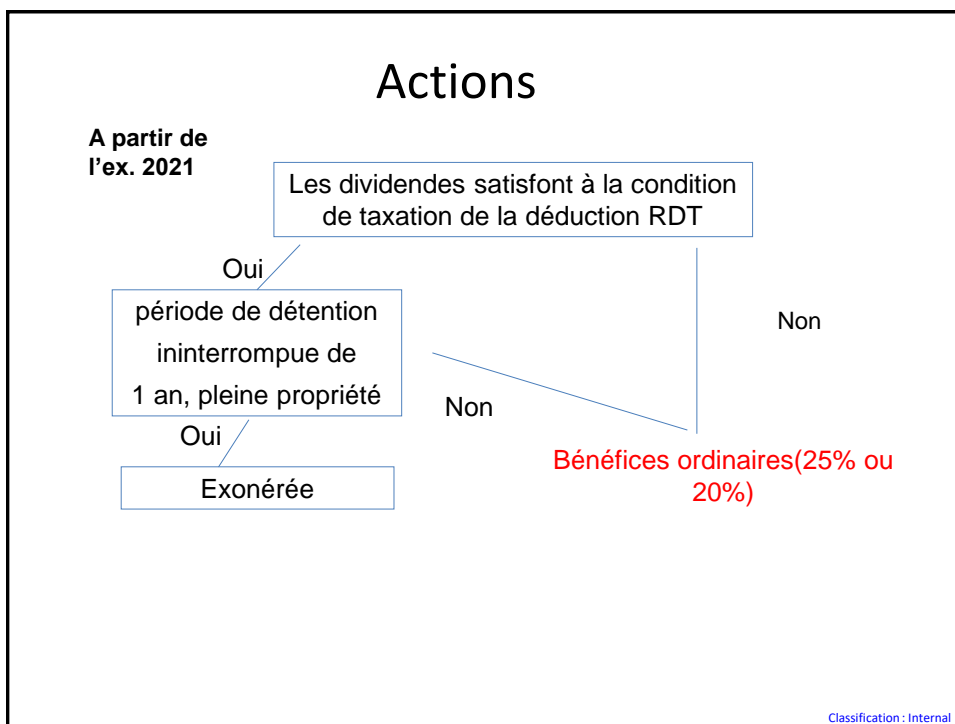 Actions
A partir de
l'ex. 2021
Les dividendes satisfont à la condition
de taxation de la déduction RDT
Oui
période de détention
ininterrompue de
1 an, pleine propriété
Non
Non
Oui
Exonérée
Bénéfices ordinaires(25% ou
20%)
Classification : Internal